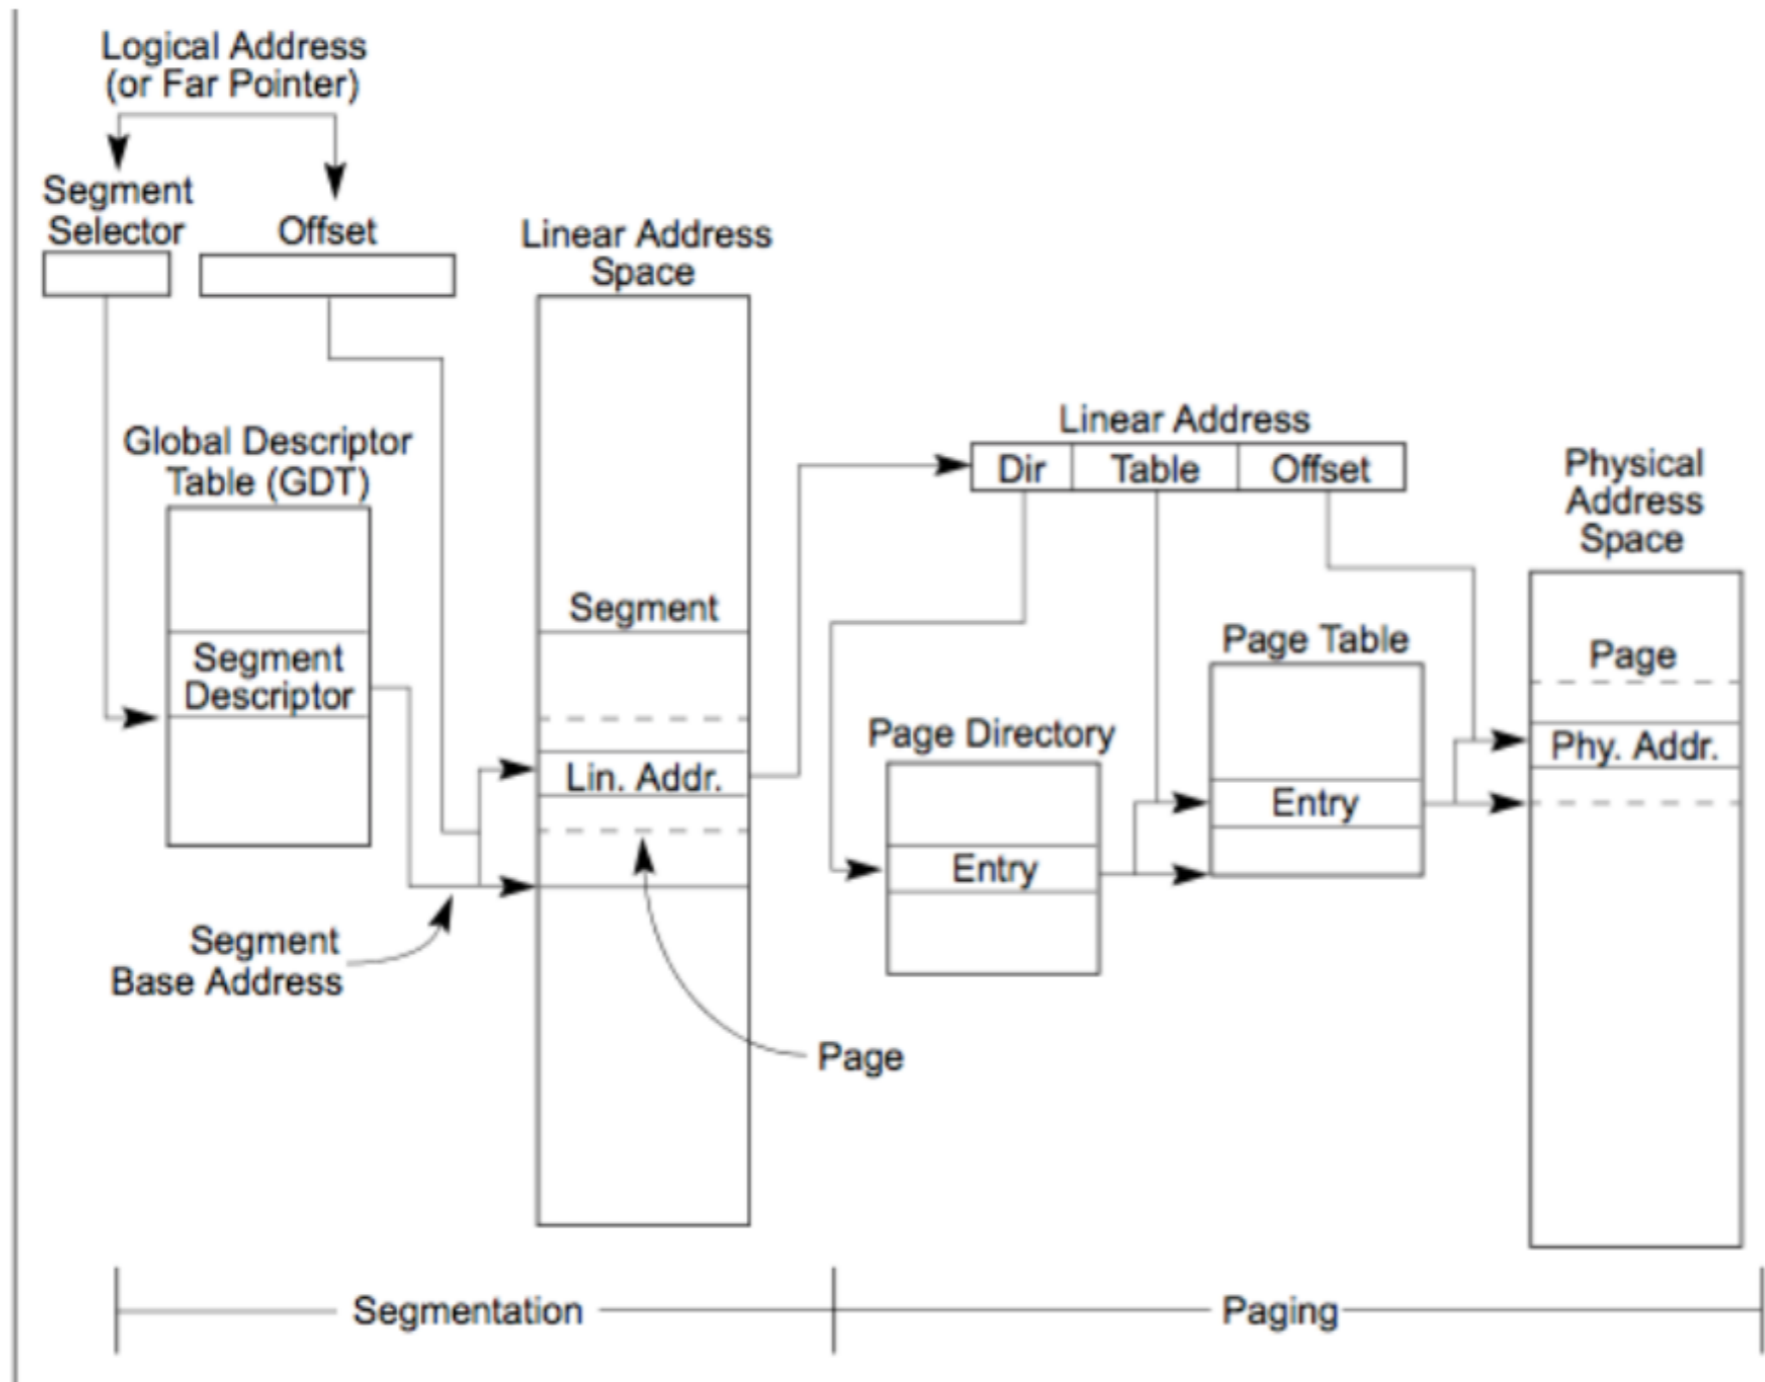 Logical Address
(or Far Pointer)
Segment
Selector
Offset
Linear Address
Space
Global Descriptor
Table (GDT)
Segment
Descriptor
Segment
Lin. Addr.
Segment
Base Address
Page
Linear Address
Dir
Table
Offset
Page Directory
Entry
Page Table
Entry
Physical
Address
Space
Page
Phy. Addr.
Segmentation
Paging